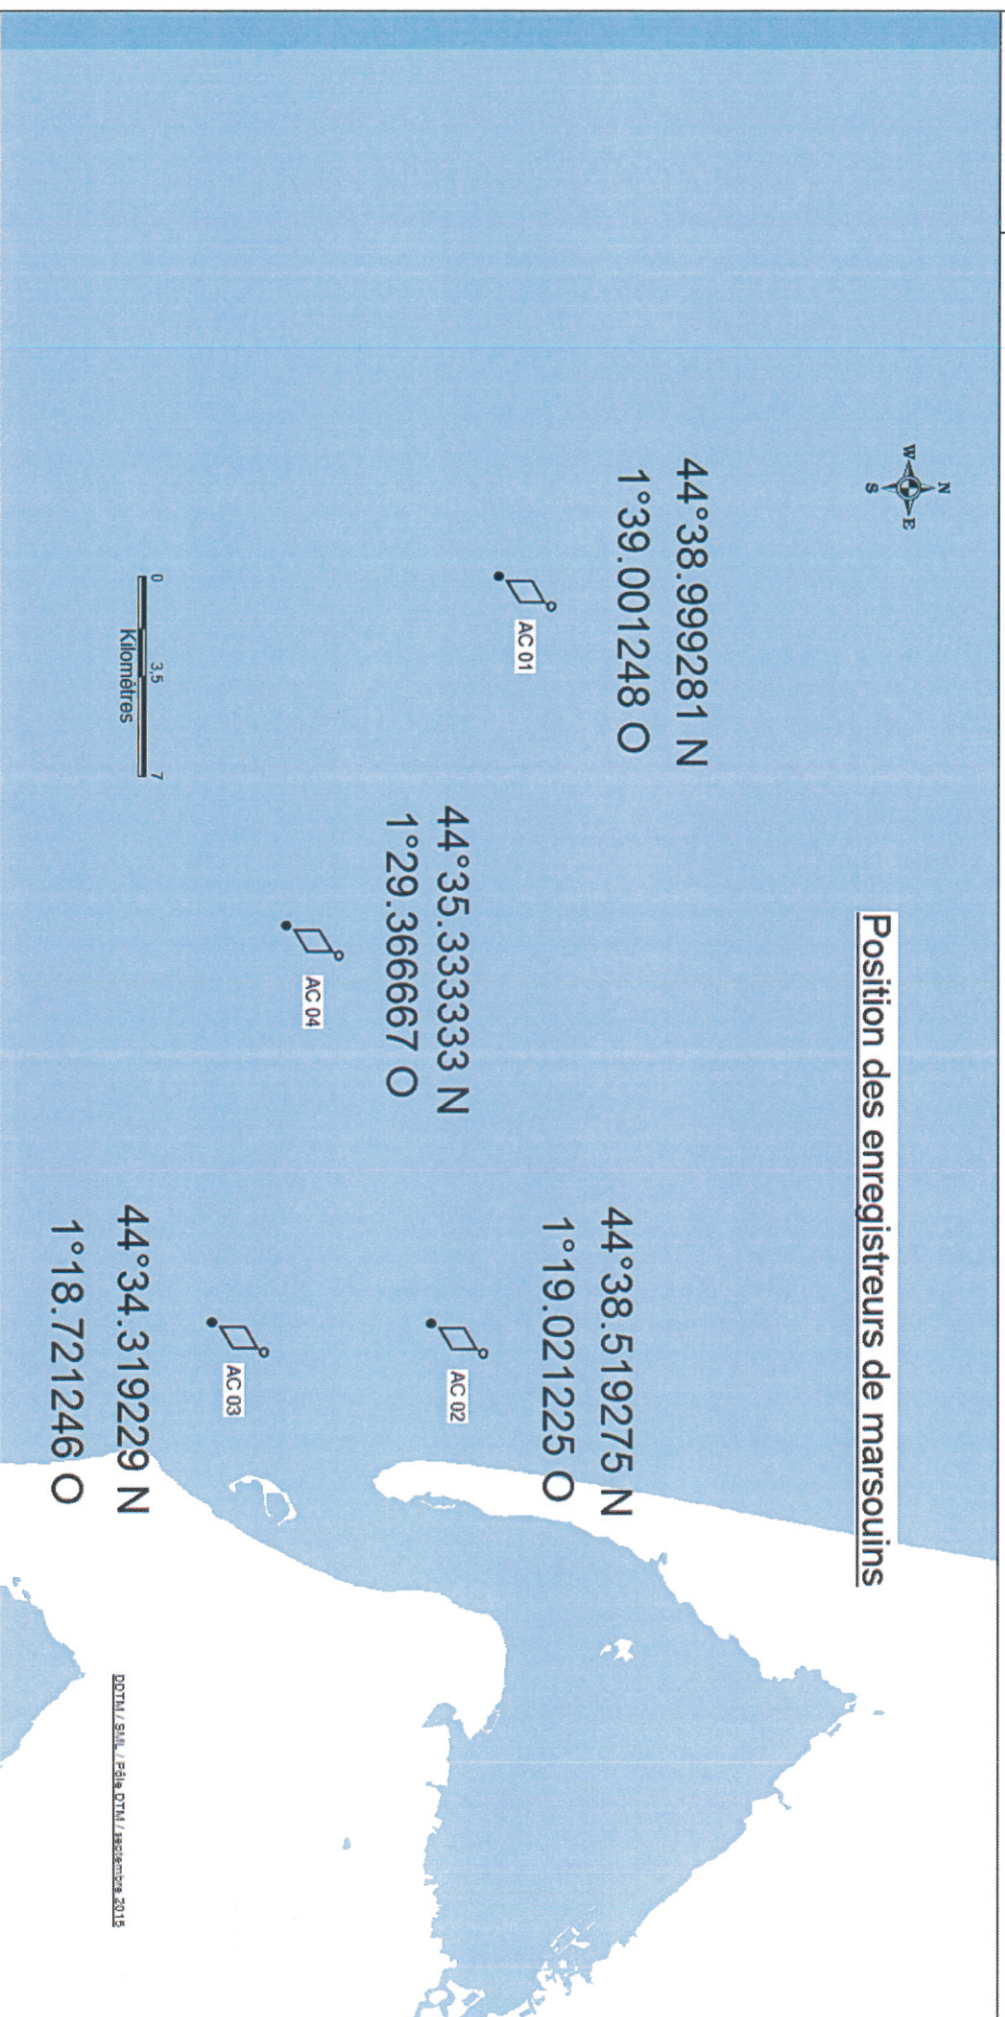 Position des enregistreurs de marsouins
N
W
E
S
44°38.999281 N
1°39.001248 O
AC 01
44°38.519275 N
1°19.021225 O
AC 02
44°35.333333 N
1°29.366667 O
AC 04
AC 03
44°34.319229 N
1°18.721246 O
0
3,5
7
Kilomètres
DDTM / SML / Pôle DTM / septembre 2015